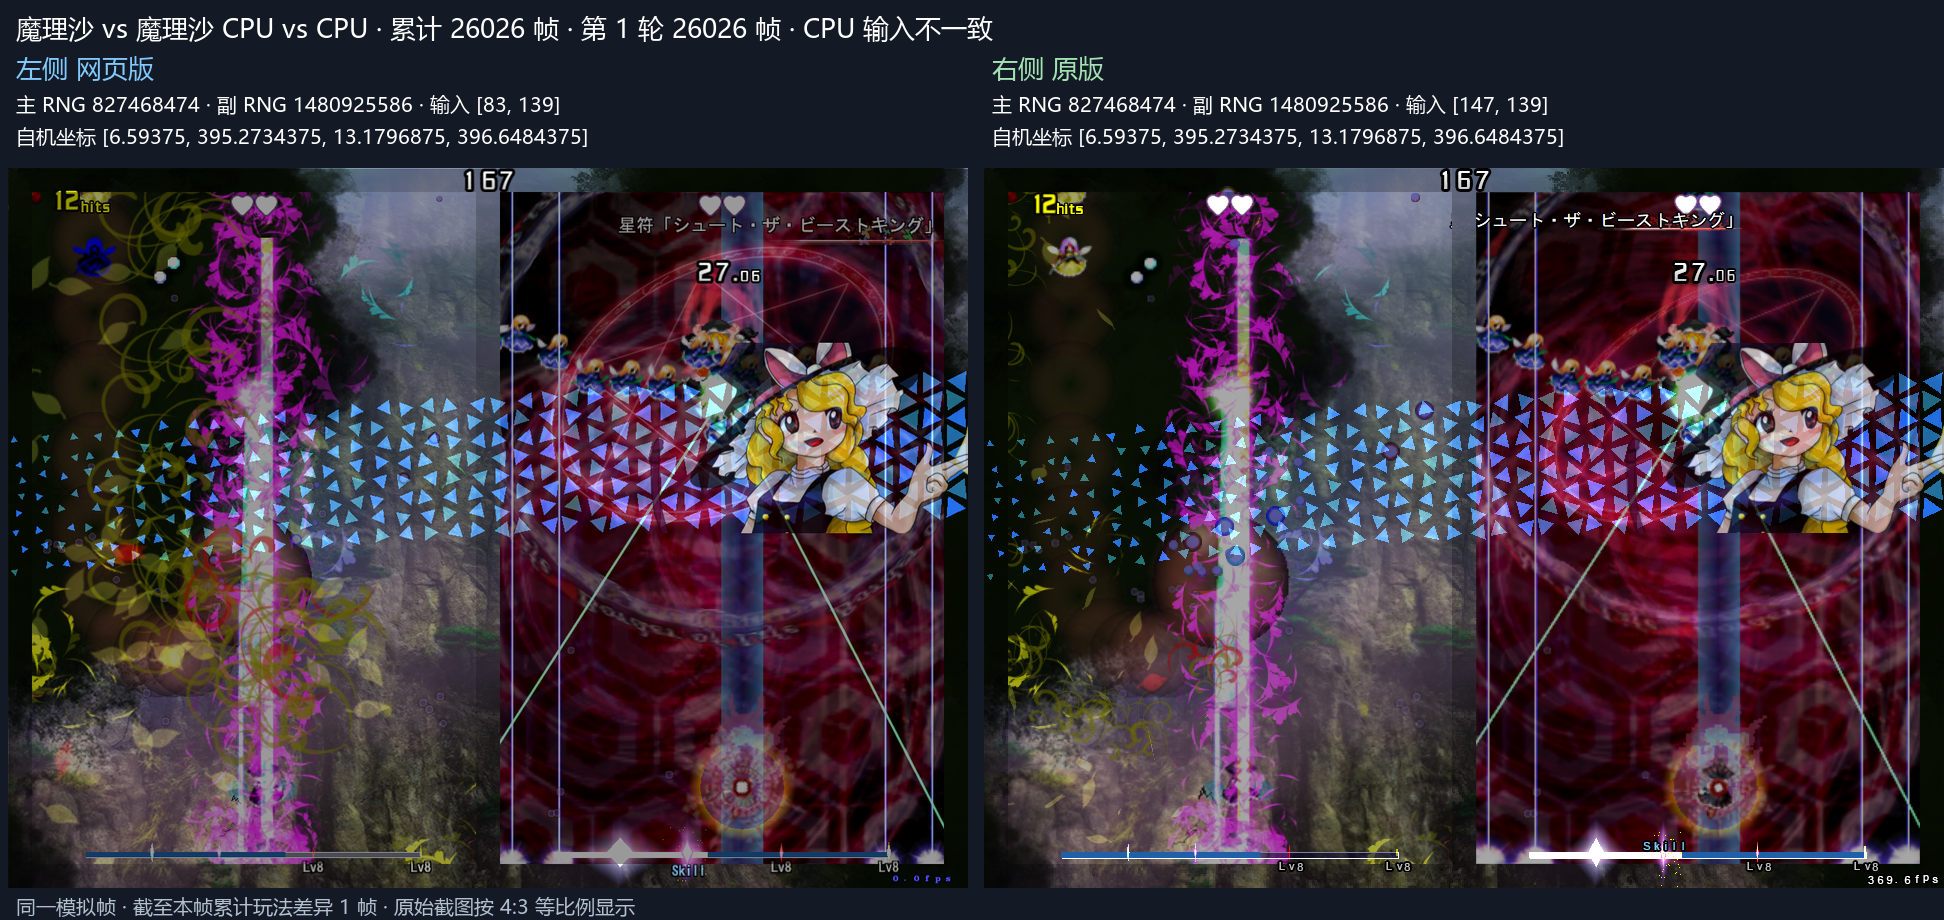 魔理沙 vs 魔理沙 CPU vs CPU · 累计 26026 帧 · 第 1 轮 26026 帧 · CPU 输入不一致
左侧 网页版
主 RNG 827468474 · 副 RNG 1480925586 · 输入 [83, 139]
自机坐标 [6.59375, 395.2734375, 13.1796875, 396.6484375]
右侧 原版
主 RNG 827468474 · 副 RNG 1480925586 · 输入 [147, 139]
自机坐标 [6.59375, 395.2734375, 13.1796875, 396.6484375]
167
12hits
星符「シュート・ザ・ビーストキング」
27.06
Lv8
Lv8
Skill
Lv8
Lv8
0.0fps
167
12hits
シュート・ザ・ビーストキング」
27.06
Lv8
Lv8
Skill
Lv8
Lv8
369.6fps
同一模拟帧 · 截至本帧累计玩法差异 1 帧 · 原始截图按 4:3 等比例显示